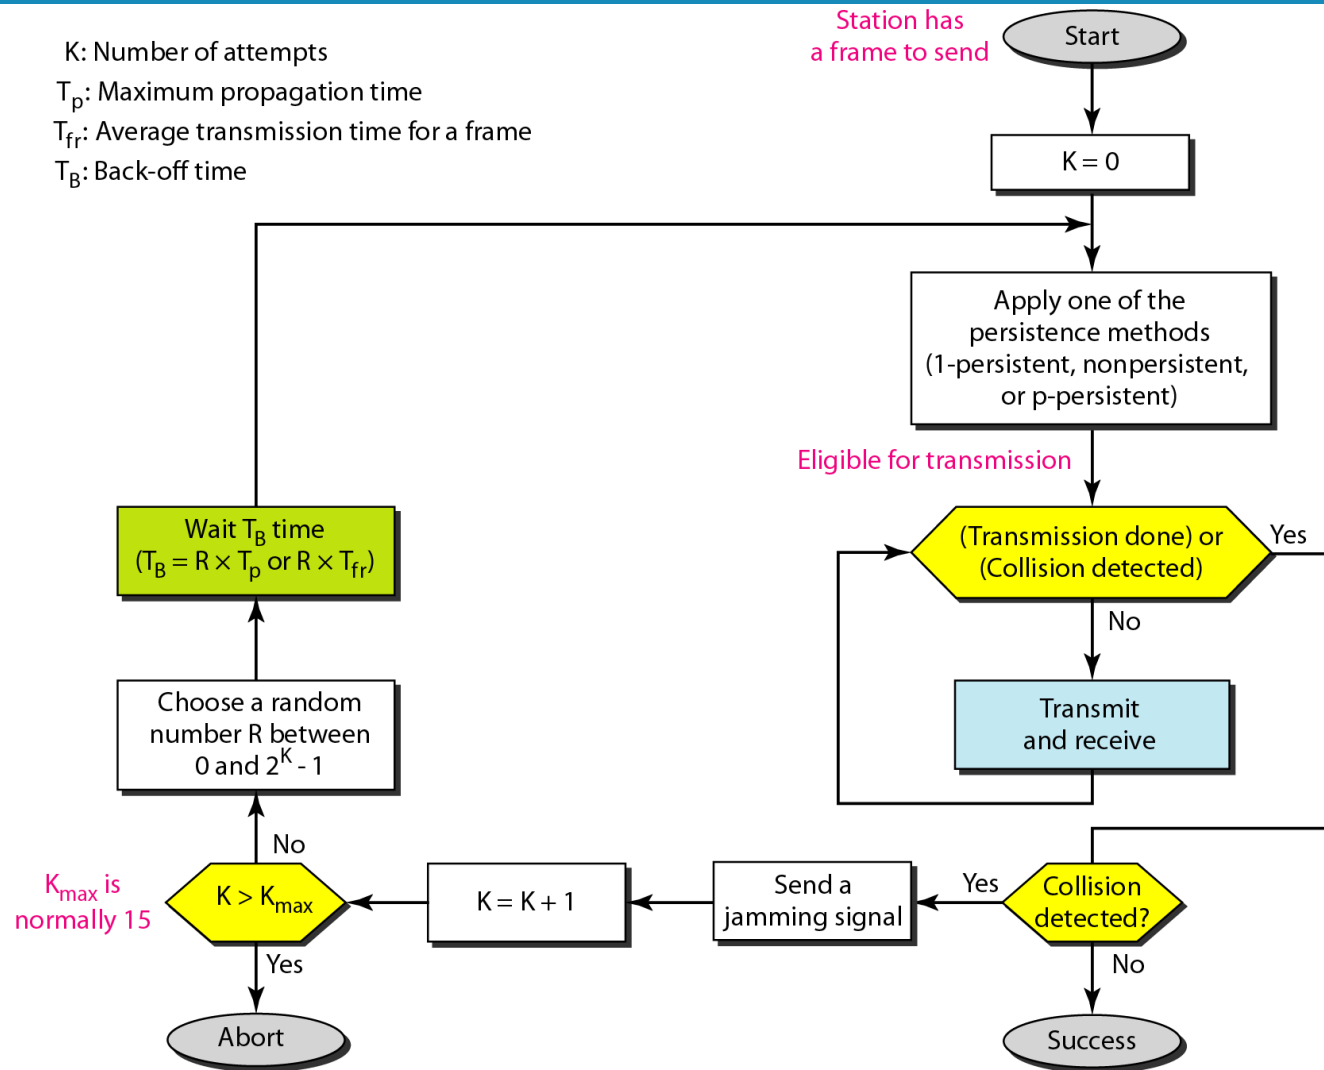 K: Number of attempts
Tp: Maximum propagation time
Tfr: Average transmission time for a frame
TB: Back-off time
Station has
a frame to send
Start
K = 0
Apply one of the
persistence methods
(1-persistent, nonpersistent,
or p-persistent)
Eligible for transmission
(Transmission done) or
(Collision detected)
Yes
No
Transmit
and receive
Wait TB time
(TB = R × Tp or R × Tfr)
Choose a random
number R between
0 and 2^K - 1
No
Kmax is
normally 15
K > Kmax
K = K + 1
Send a
jamming signal
Yes
Collision
detected?
Yes
No
Abort
Success